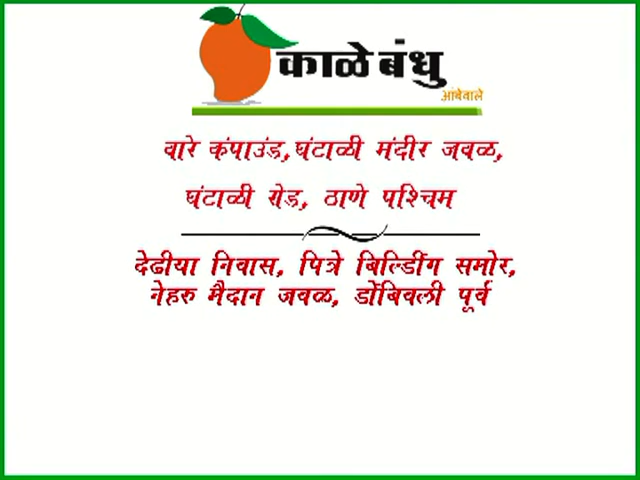 काळे बंधु
आंबेवाले
वारे कंपाउंड,घंटाळी मंदीर जवळ,
घंटाळी रोड, ठाणे पश्चिम
देढीया निवास, पित्रे बिल्डींग समोर,
नेहरु मैदान जवळ, डोंबिवली पूर्व